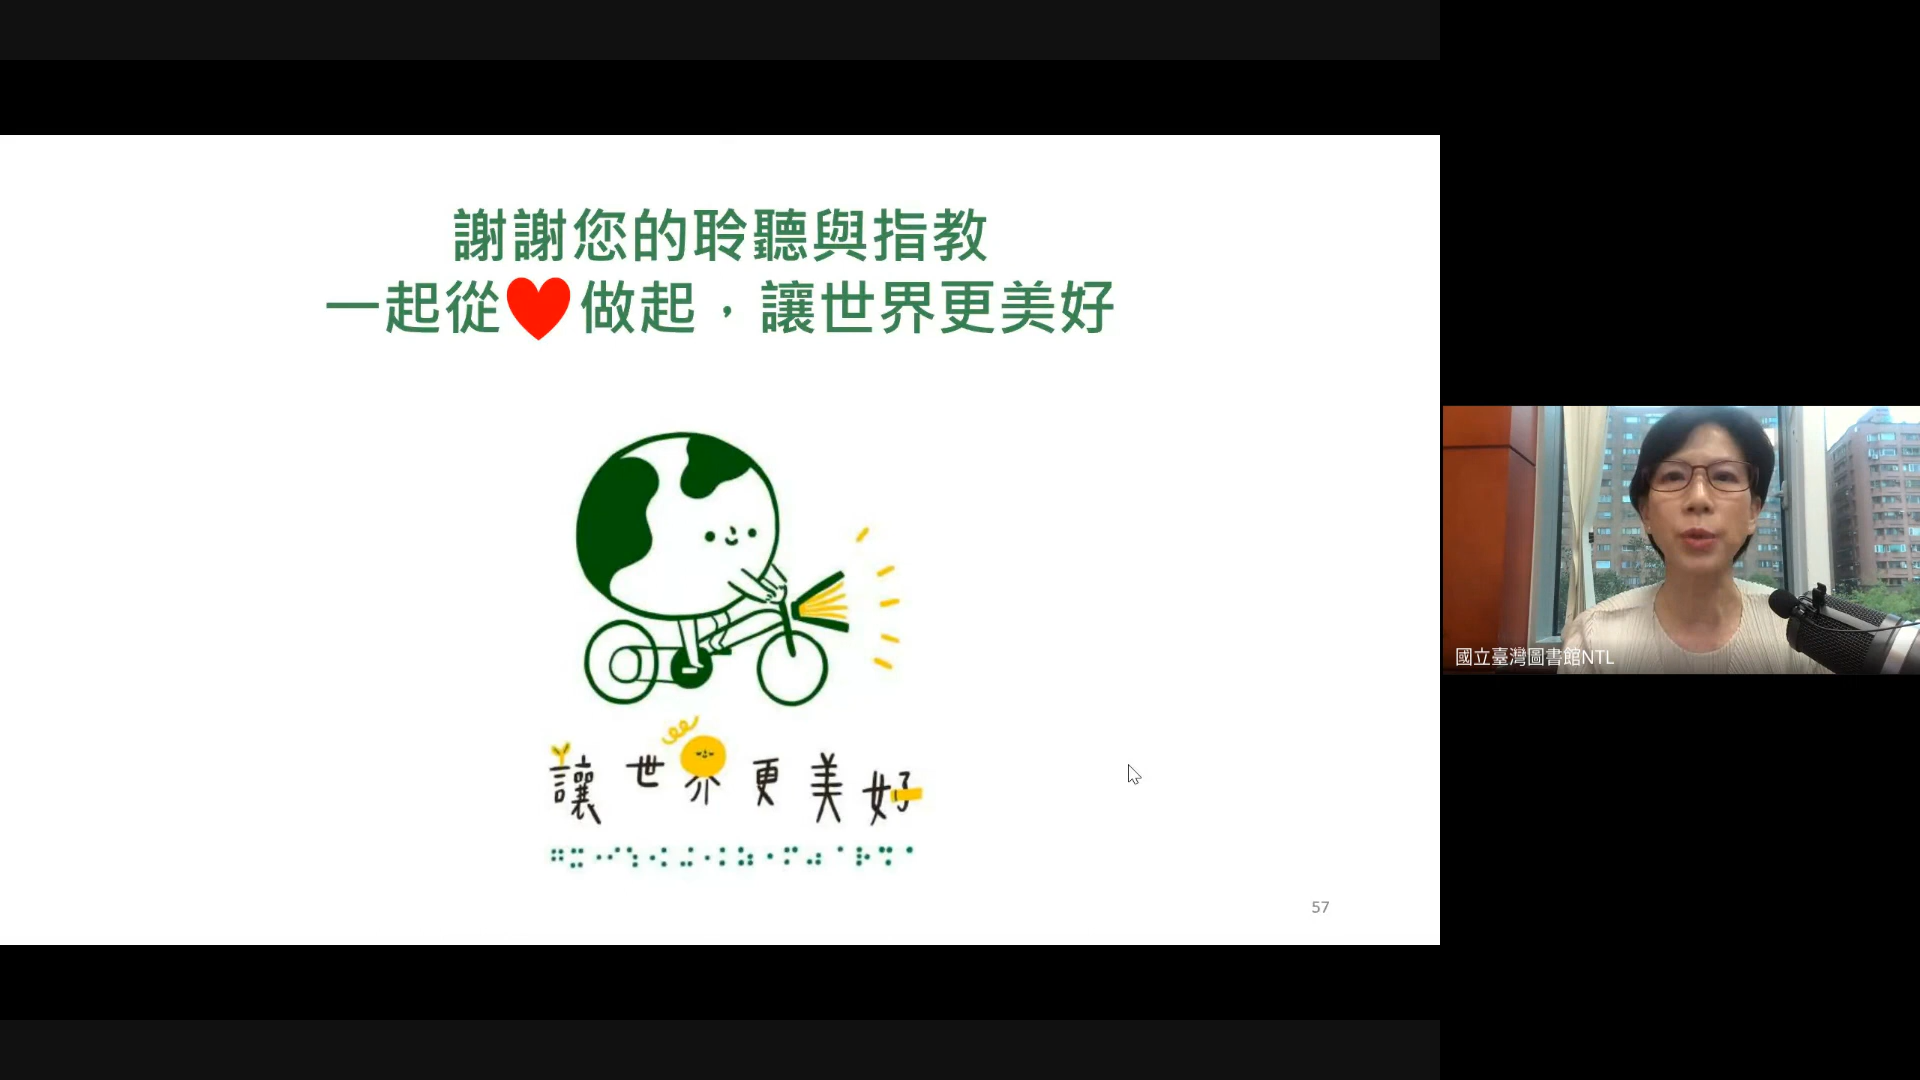 謝謝您的聆聽與指教
一起從❤做起，讓世界更美好
讓世界更美好
57
國立臺灣圖書館NTL